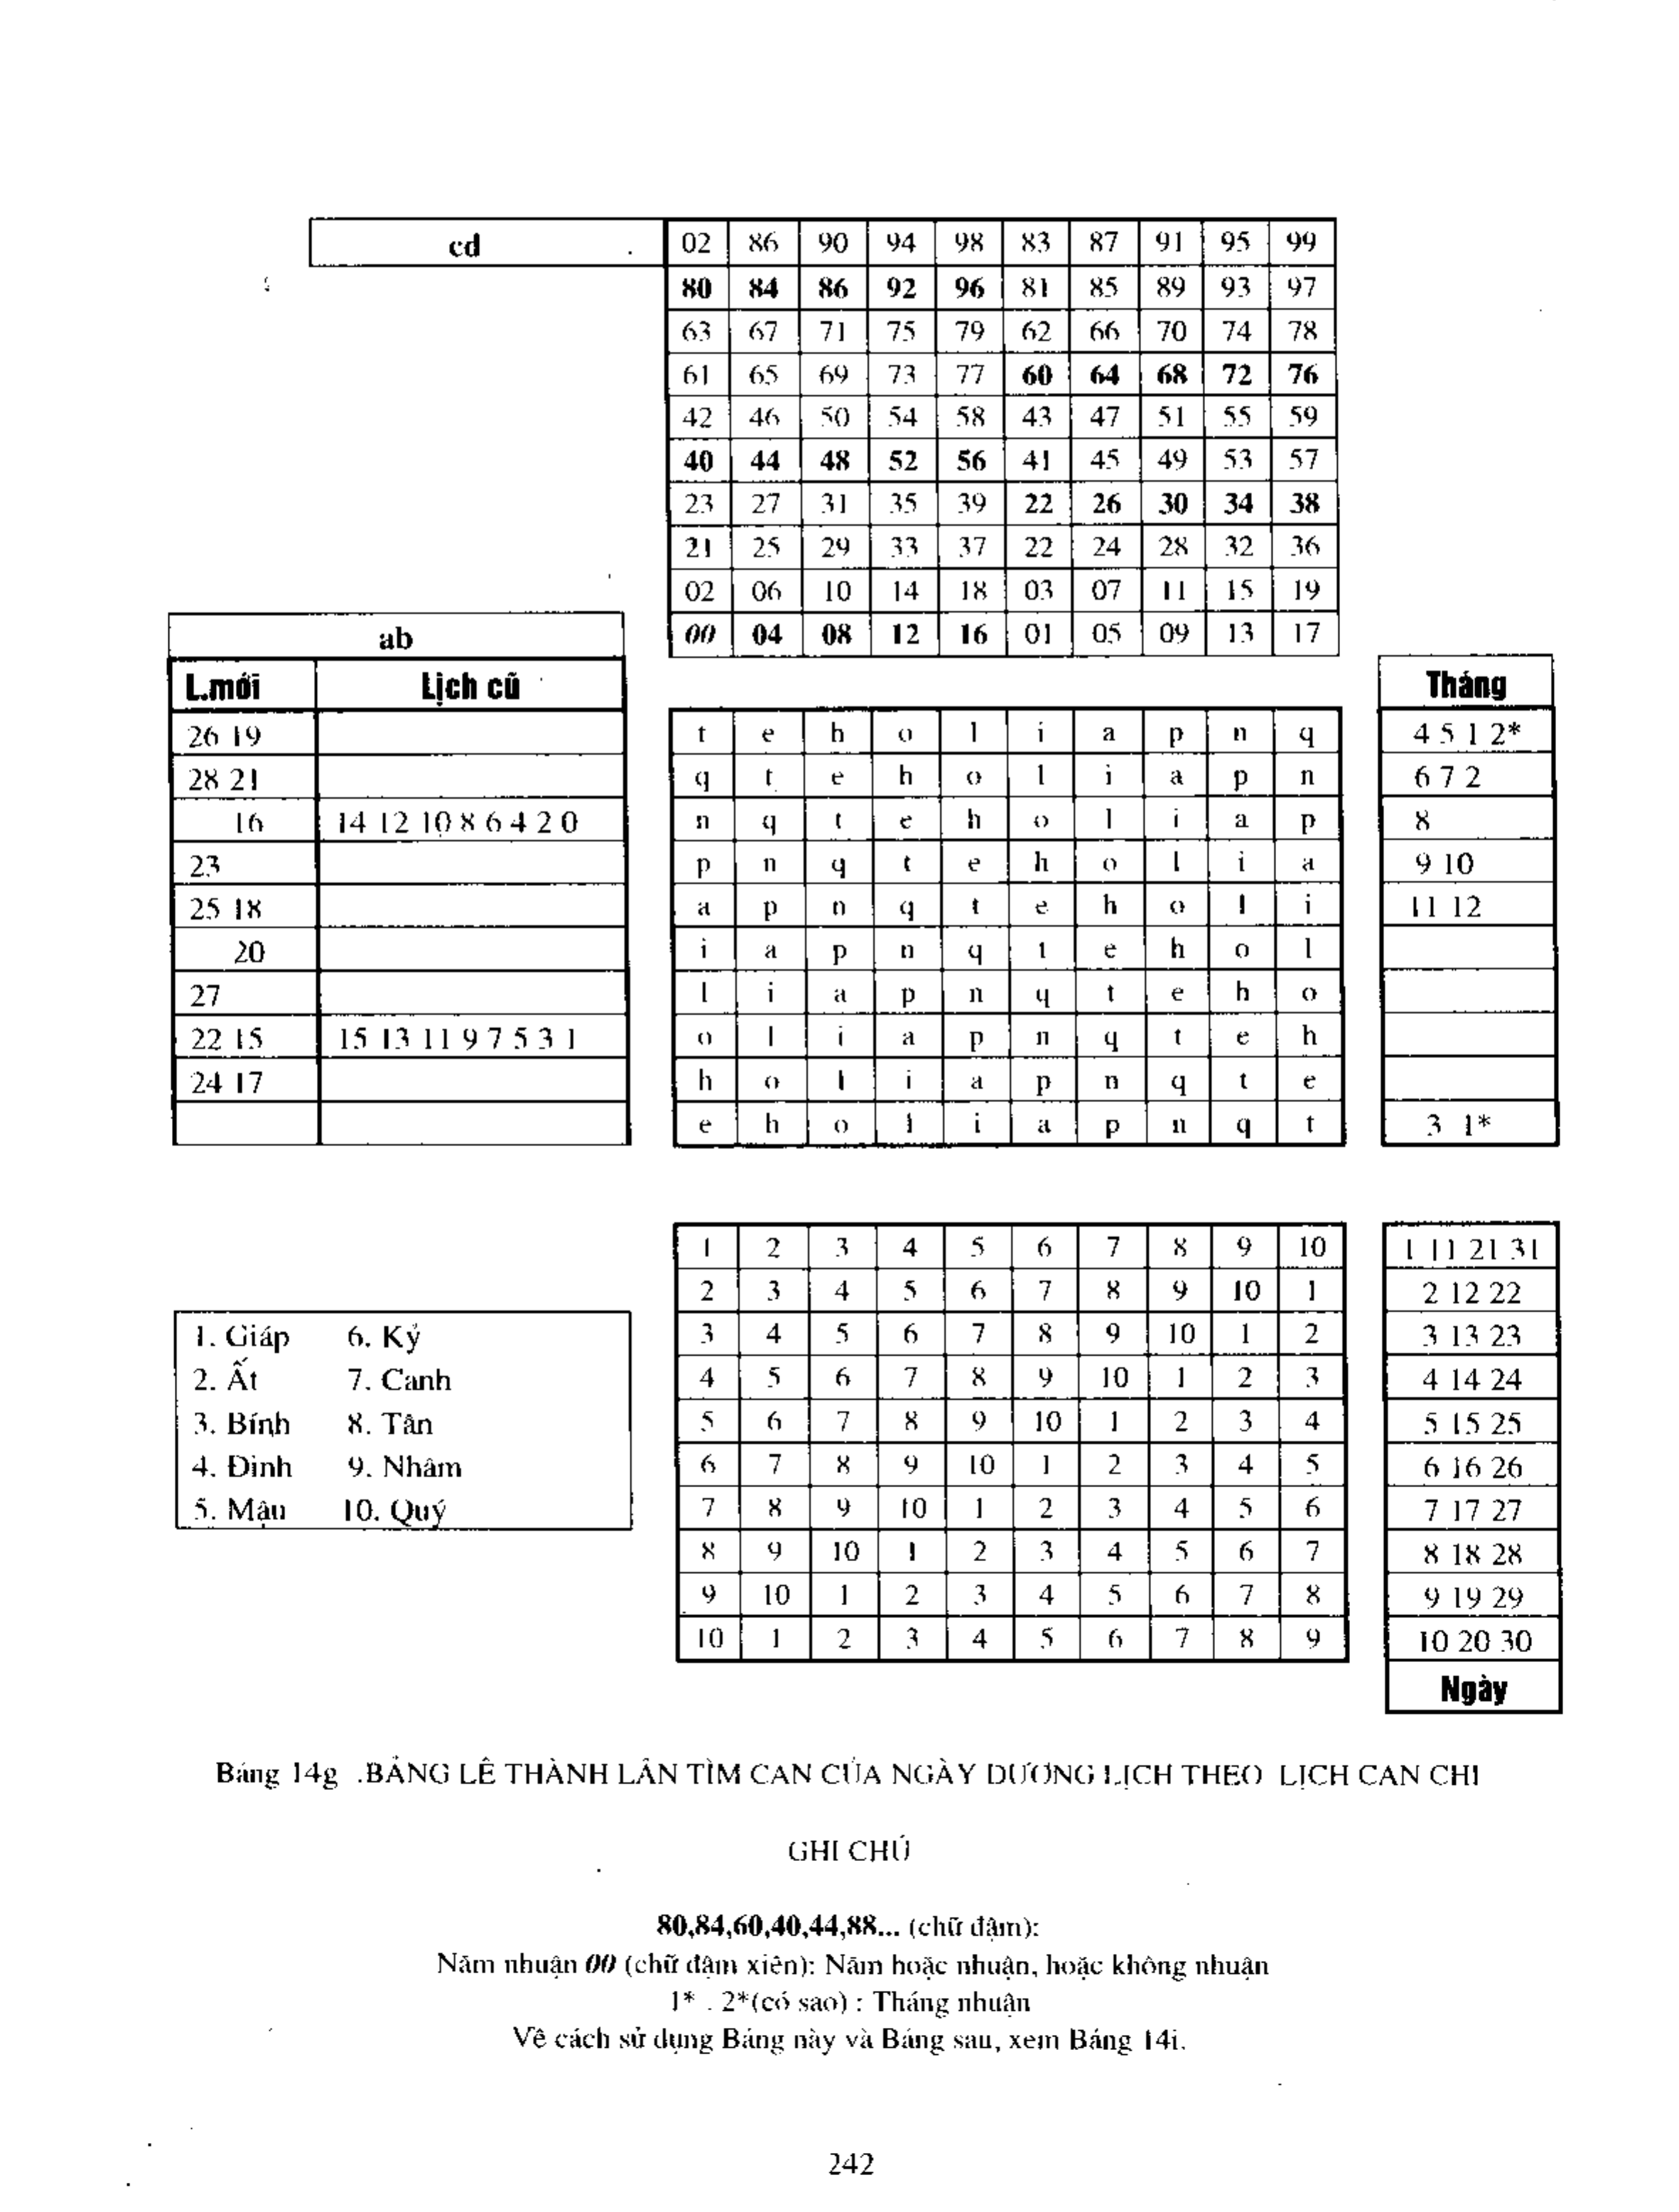 cd 02 86 90 94 98 83 87 91 95 99
80 84 86 92 96 81 85 89 93 97
63 67 71 75 79 62 66 70 74 78
61 65 69 73 77 60 64 68 72 76
42 46 50 54 58 43 47 51 55 59
40 44 48 52 56 41 45 49 53 57
23 27 31 35 39 22 26 30 34 38
21 25 29 33 37 22 24 28 32 36
02 06 10 14 18 03 07 11 15 19
00 04 08 12 16 01 05 09 13 17
ab
L.mới Lịch cũ Tháng
26 19 t e h o l i a p n q 4 5 1 2*
28 21 q t e h o l i a p n 6 7 2
16 14 12 10 8 6 4 2 0 n q t e h o l i a p 8
23 p n q t e h o l i a 9 10
25 18 a p n q t e h o l i 11 12
20 i a p n q t e h o l
27 l i a p n q t e h o
22 15 15 13 11 9 7 5 3 1 o l i a p n q t e h
24 17 h o l i a p n q t e
e h o l i a p n q t 3 1*
1 2 3 4 5 6 7 8 9 10 1 11 21 31
2 3 4 5 6 7 8 9 10 1 2 12 22
1. Giáp 6. Kỷ 3 4 5 6 7 8 9 10 1 2 3 13 23
2. Ất 7. Canh 4 5 6 7 8 9 10 1 2 3 4 14 24
3. Bính 8. Tân 5 6 7 8 9 10 1 2 3 4 5 15 25
4. Đinh 9. Nhâm 6 7 8 9 10 1 2 3 4 5 6 16 26
5. Mậu 10. Quý 7 8 9 10 1 2 3 4 5 6 7 17 27
8 9 10 1 2 3 4 5 6 7 8 18 28
9 10 1 2 3 4 5 6 7 8 9 19 29
10 1 2 3 4 5 6 7 8 9 10 20 30
Ngày
Bảng 14g .BẢNG LÊ THÀNH LÂN TÌM CAN CỦA NGÀY DƯƠNG LỊCH THEO LỊCH CAN CHI
GHI CHÚ
80,84,60,40,44,88... (chữ đậm):
Năm nhuận 00 (chữ đậm xiên): Năm hoặc nhuận, hoặc không nhuận
1* . 2*(có sao) : Tháng nhuận
Về cách sử dụng Bảng này và Bảng sau, xem Bảng 14i.
242